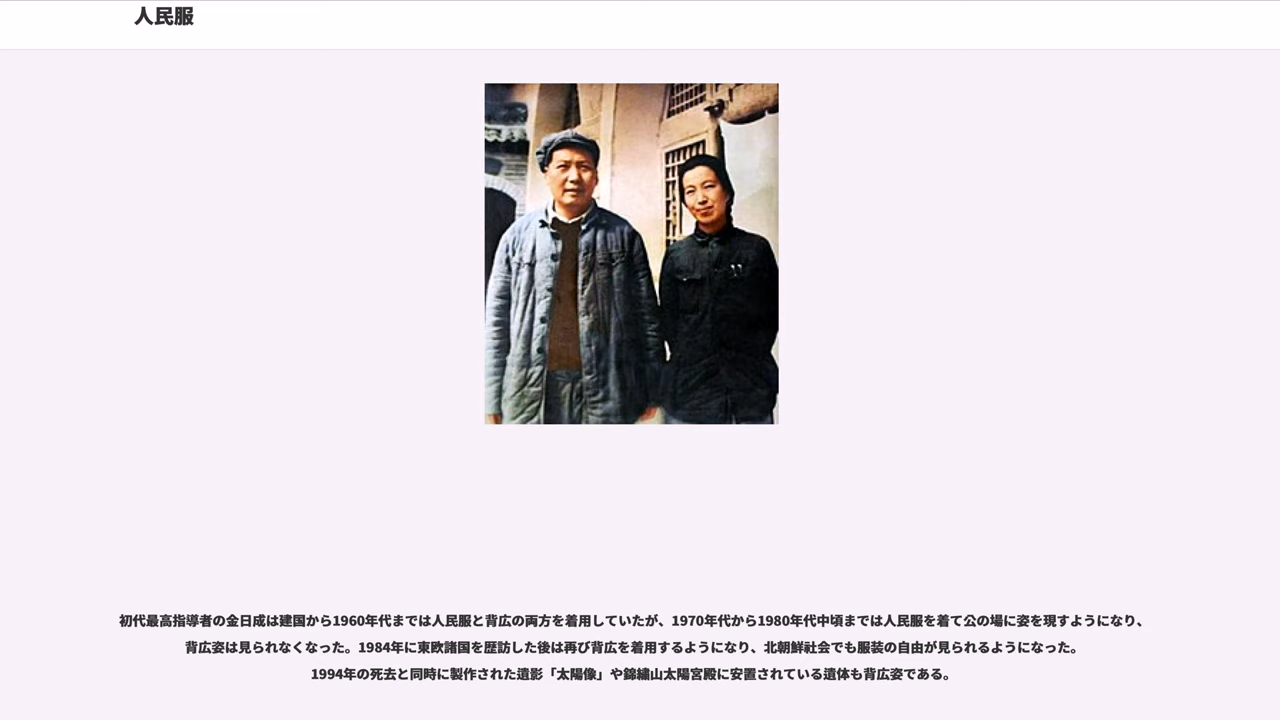 人民服
初代最高指導者の金日成は建国から1960年代までは人民服と背広の両方を着用していたが、1970年代から1980年代中頃までは人民服を着て公の場に姿を現すようになり、
背広姿は見られなくなった。1984年に東欧諸国を歴訪した後は再び背広を着用するようになり、北朝鮮社会でも服装の自由が見られるようになった。
1994年の死去と同時に製作された遺影「太陽像」や錦繍山太陽宮殿に安置されている遺体も背広姿である。